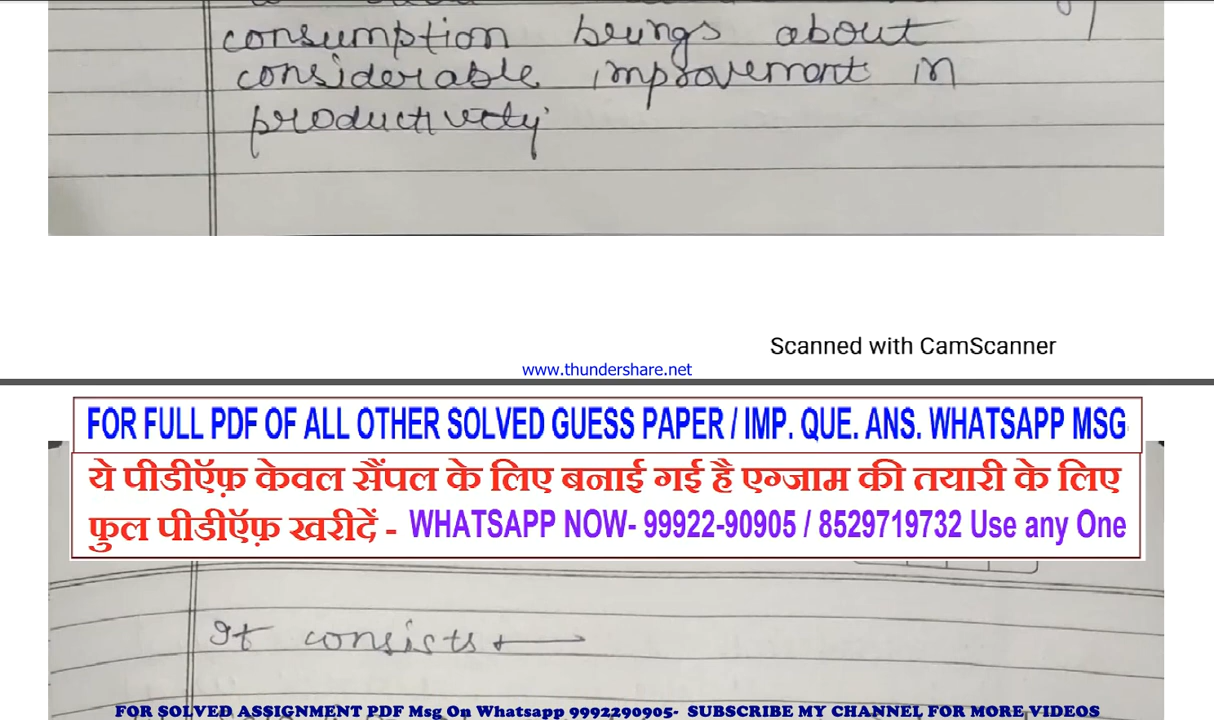 consumption brings about
considerable improvement in
productivity
Scanned with CamScanner
www.thundershare.net
FOR FULL PDF OF ALL OTHER SOLVED GUESS PAPER / IMP. QUE. ANS. WHATSAPP MSG
ये पीडीऍफ़ केवल सैंपल के लिए बनाई गई है एग्जाम की तयारी के लिए
फुल पीडीऍफ़ खरीदें - WHATSAPP NOW- 99922-90905 / 8529719732 Use any One
It consists
FOR SOLVED ASSIGNMENT PDF Msg On Whatsapp 9992290905- SUBSCRIBE MY CHANNEL FOR MORE VIDEOS